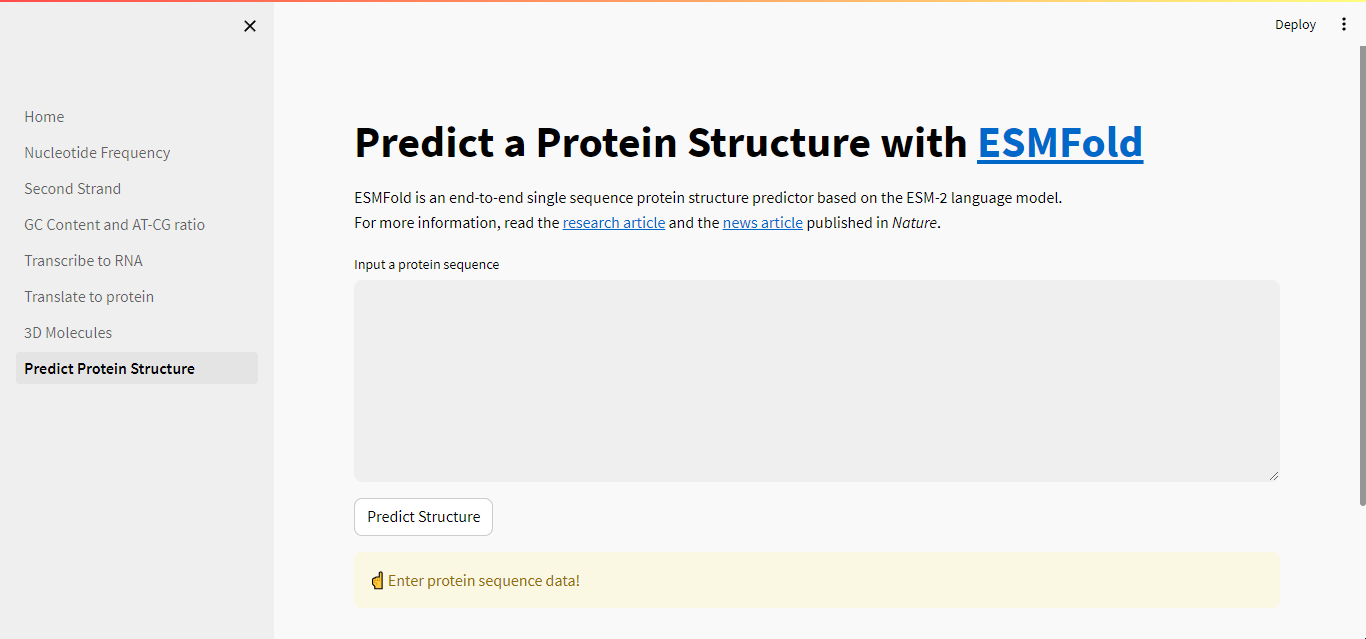 Deploy
Home
Nucleotide Frequency
Second Strand
GC Content and AT-CG ratio
Transcribe to RNA
Translate to protein
3D Molecules
Predict Protein Structure
Predict a Protein Structure with ESMFold
ESMFold is an end-to-end single sequence protein structure predictor based on the ESM-2 language model.
For more information, read the research article and the news article published in Nature.
Input a protein sequence
Predict Structure
☝️Enter protein sequence data!